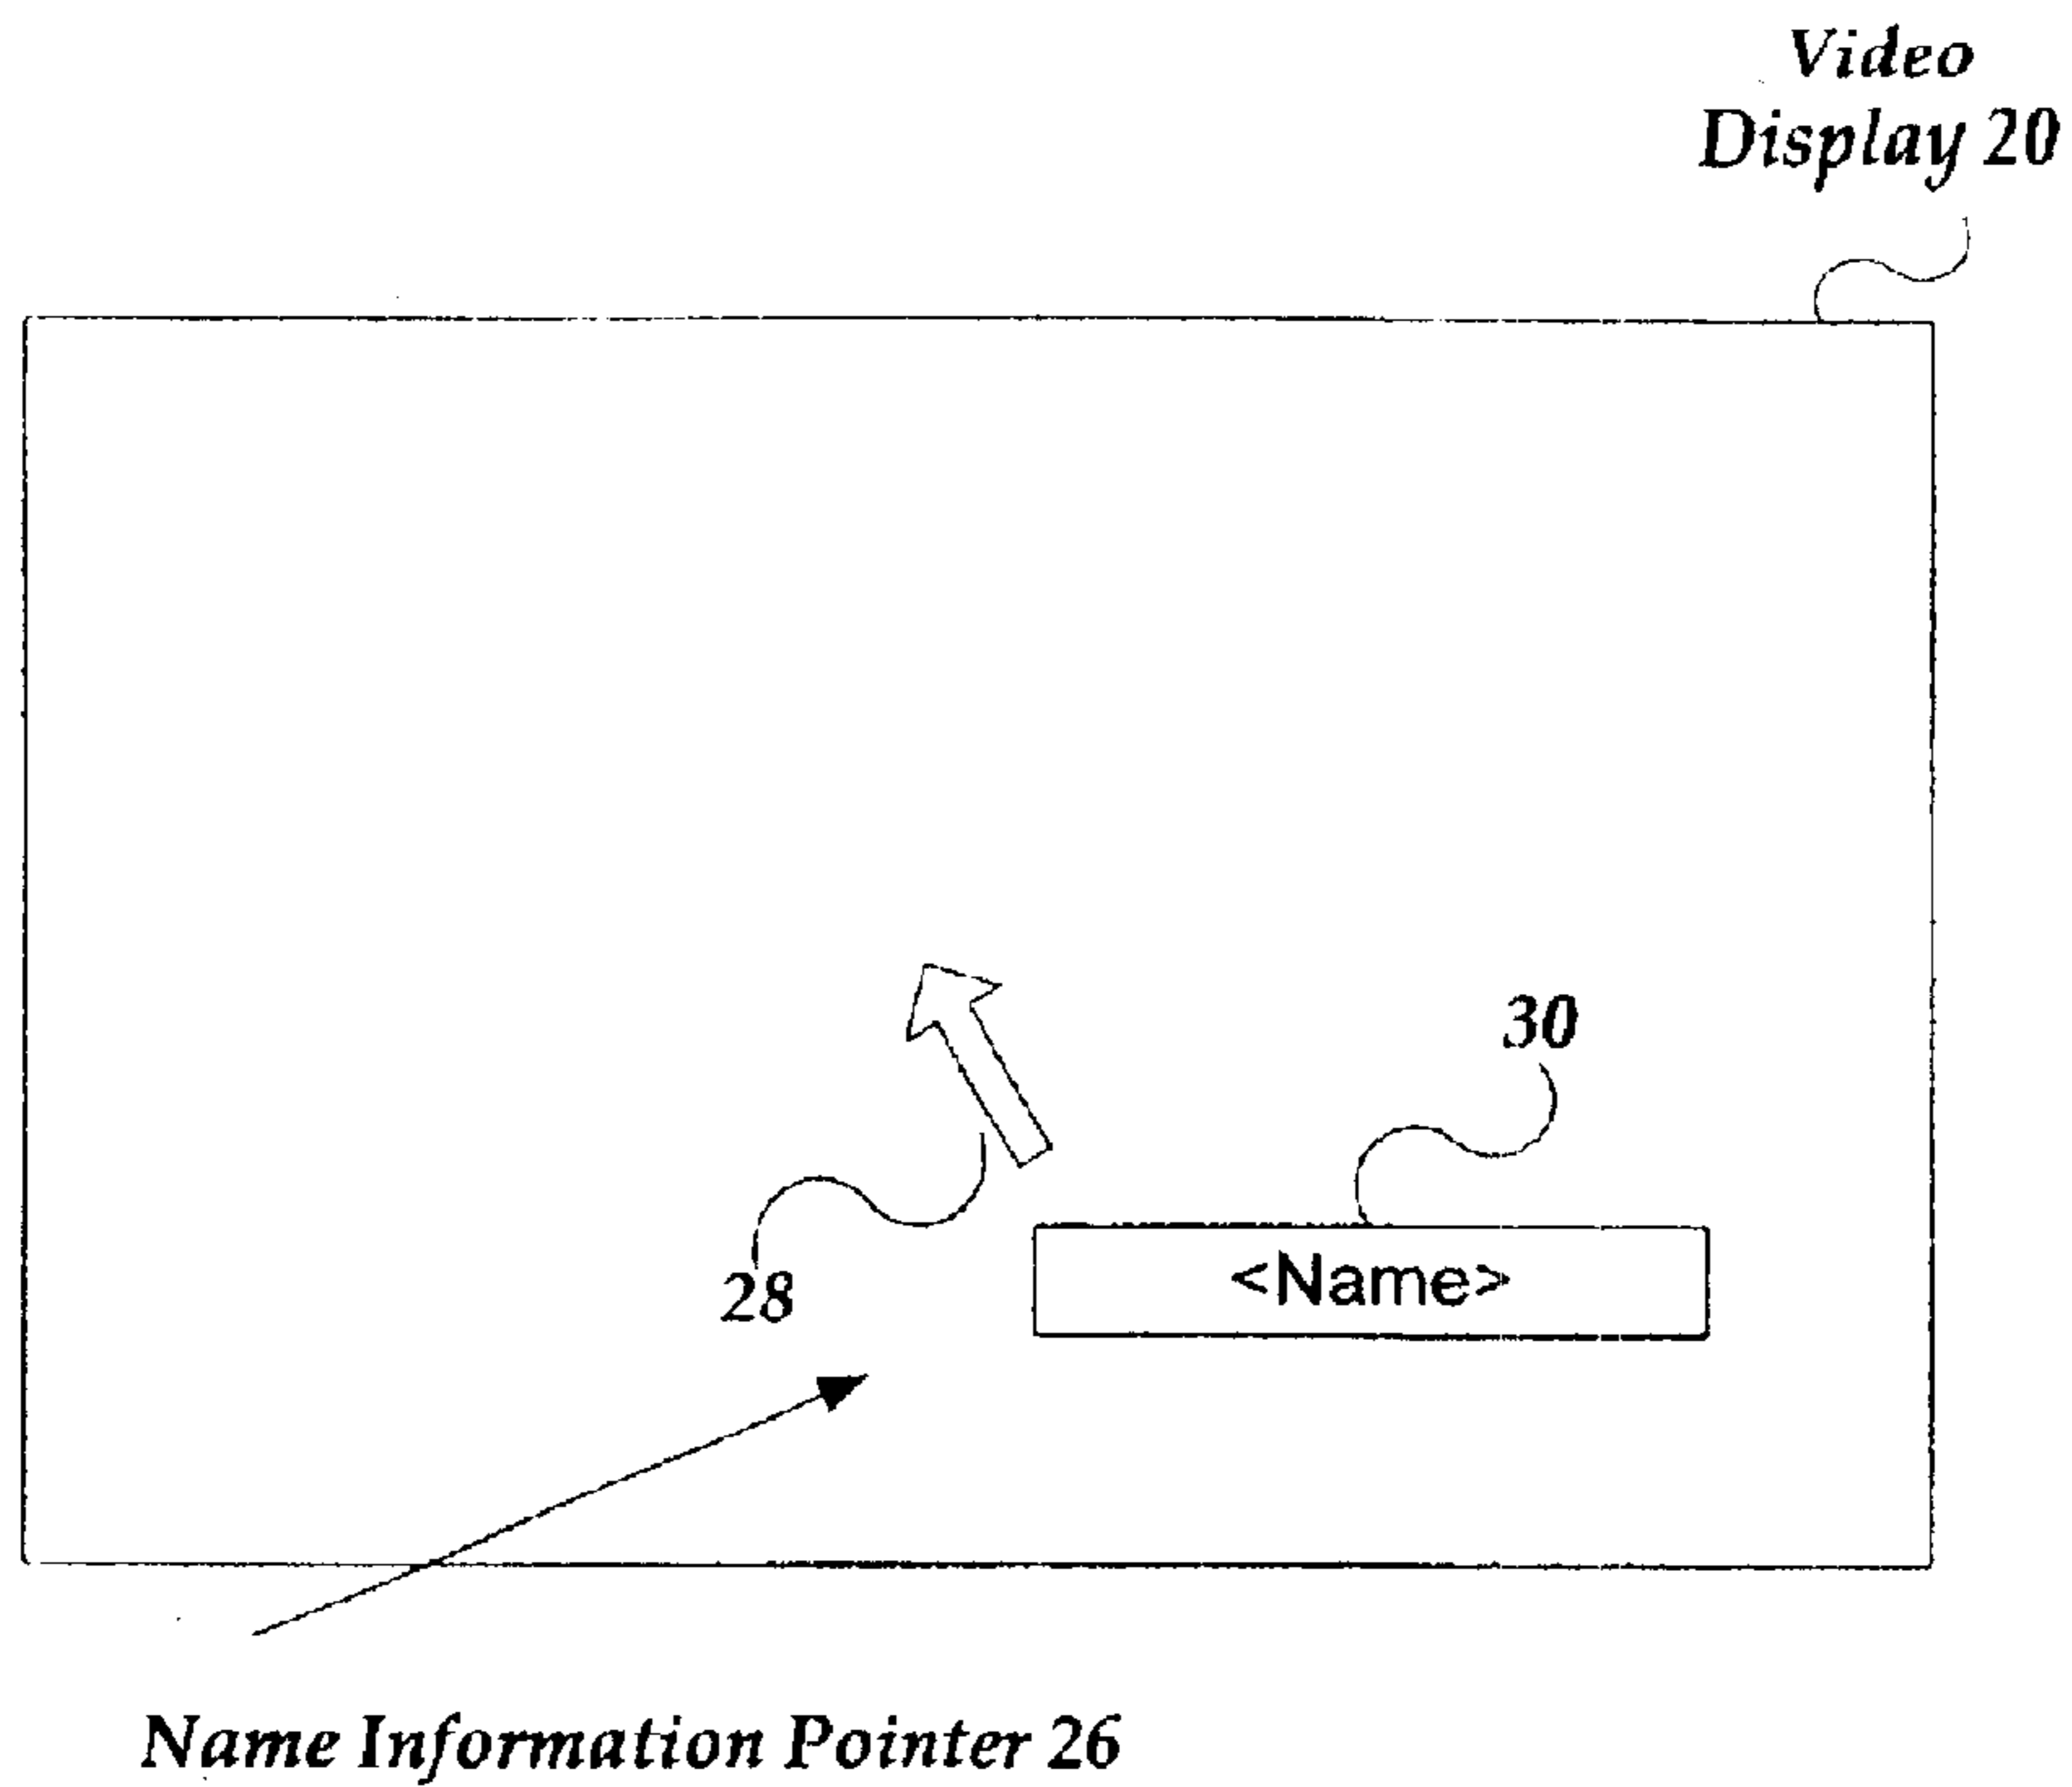 Video
Display 20
30
28
<Name>
Name Information Pointer 26